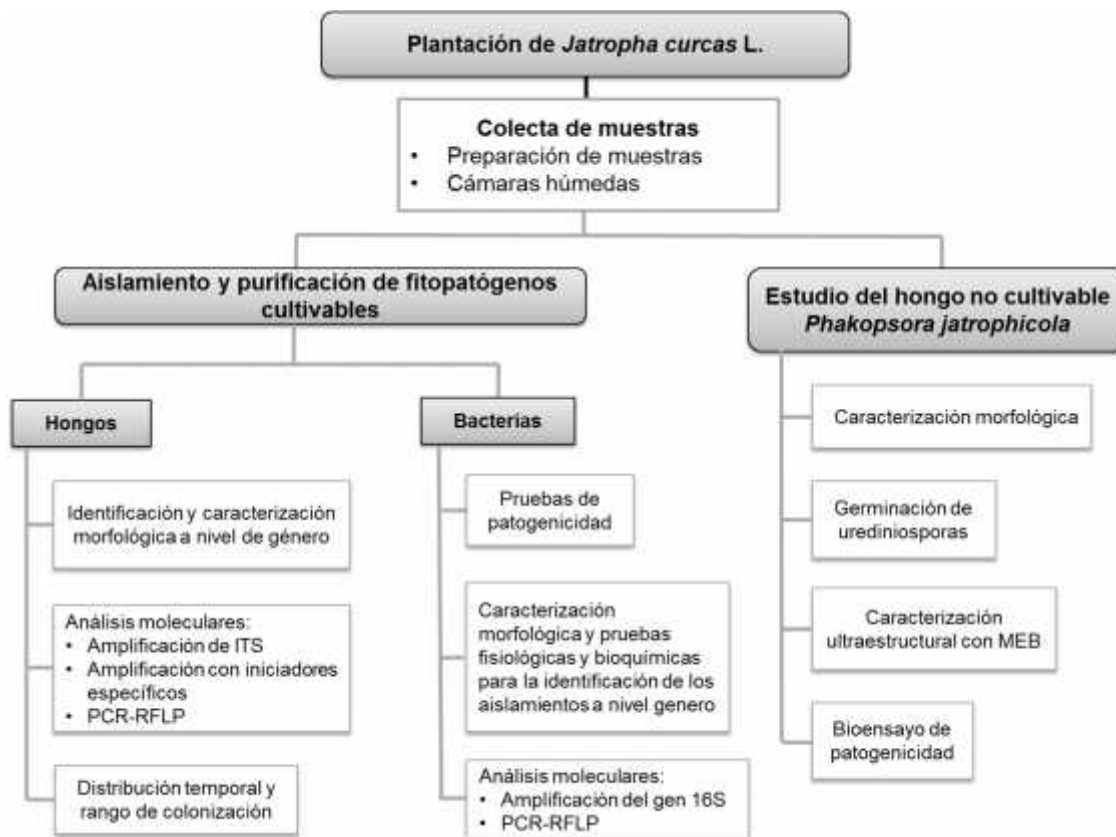 Plantación de Jatropha curcas L.
Colecta de muestras
• Preparación de muestras
• Cámaras húmedas
Aislamiento y purificación de fitopatógenos
cultivables
Estudio del hongo no cultivable
Phakopsora jatrophicola
Hongos
Identificación y caracterización
morfológica a nivel de género
Análisis moleculares:
• Amplificación de ITS
• Amplificación con iniciadores
específicos
• PCR-RFLP
Distribución temporal y
rango de colonización
Bacterias
Pruebas de
patogenicidad
Caracterización
morfológica y pruebas
fisiológicas y bioquímicas
para la identificación de los
aislamientos a nivel genero
Análisis moleculares:
• Amplificación del gen 16S
• PCR-RFLP
Caracterización morfológica
Germinación de
urediniosporas
Caracterización
ultraestructural con MEB
Bioensayo de
patogenicidad